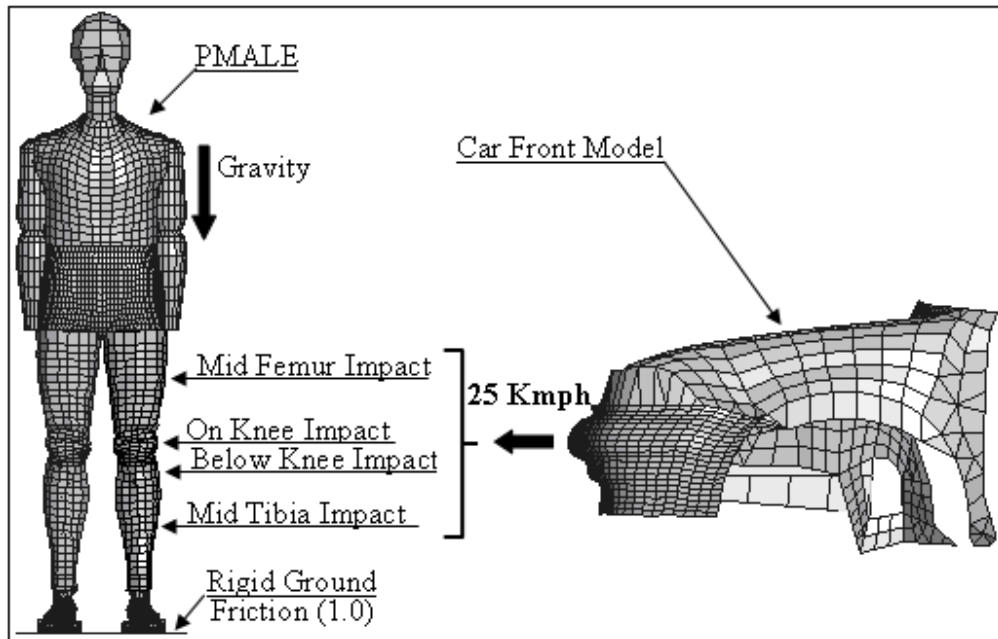 PMALE
Gravity
Car Front Model
Mid Femur Impact
25 Kmph
On Knee Impact
Below Knee Impact
Mid Tibia Impact
Rigid Ground
Friction (1.0)